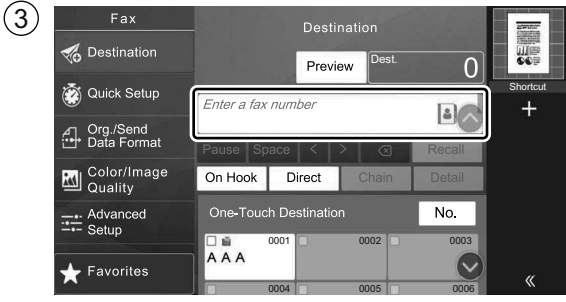 3
Fax
Destination
Quick Setup
Org./Send
Data Format
Color/Image
Quality
Advanced
Setup
Favorites
Destination
Preview
Dest.
0
Enter a fax number
Pause Space < > Recall
On Hook Direct Chain Detail
One-Touch Destination No.
0001 0002 0003
A A A
0004 0005 0006
Shortcut
+
«